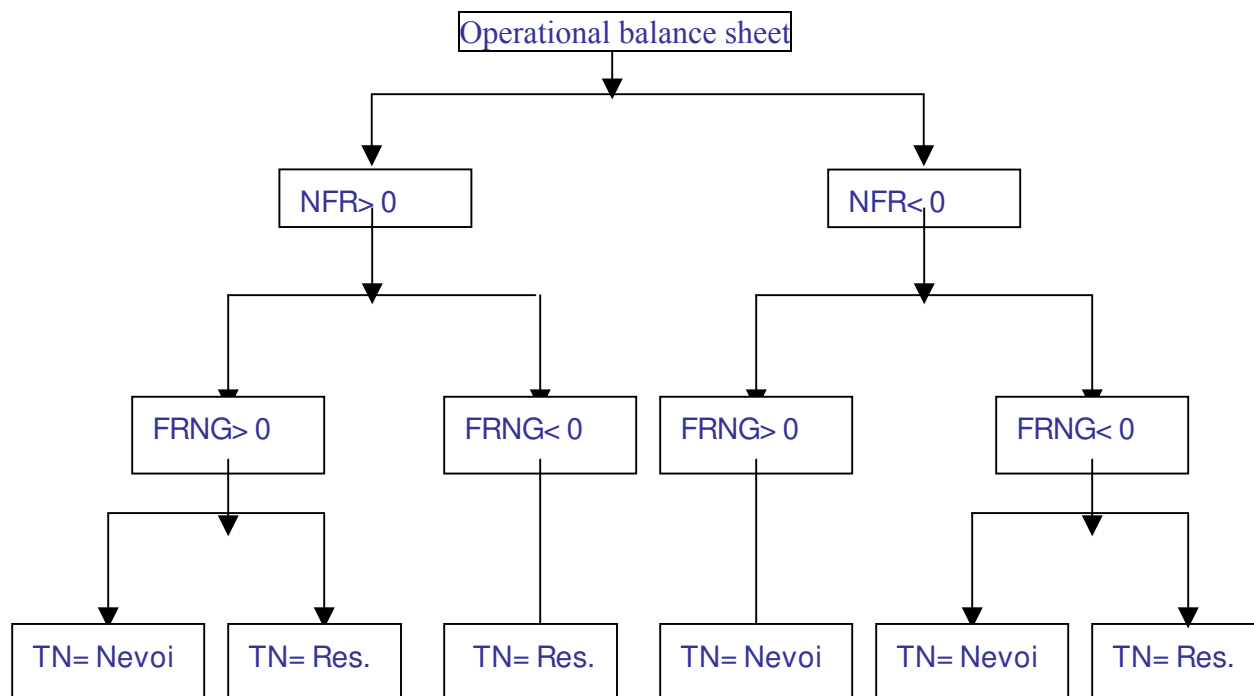 Operational balance sheet
NFR> 0
NFR< 0
FRNG> 0
FRNG< 0
FRNG> 0
FRNG< 0
TN= Nevoi
TN= Res.
TN= Res.
TN= Nevoi
TN= Nevoi
TN= Res.